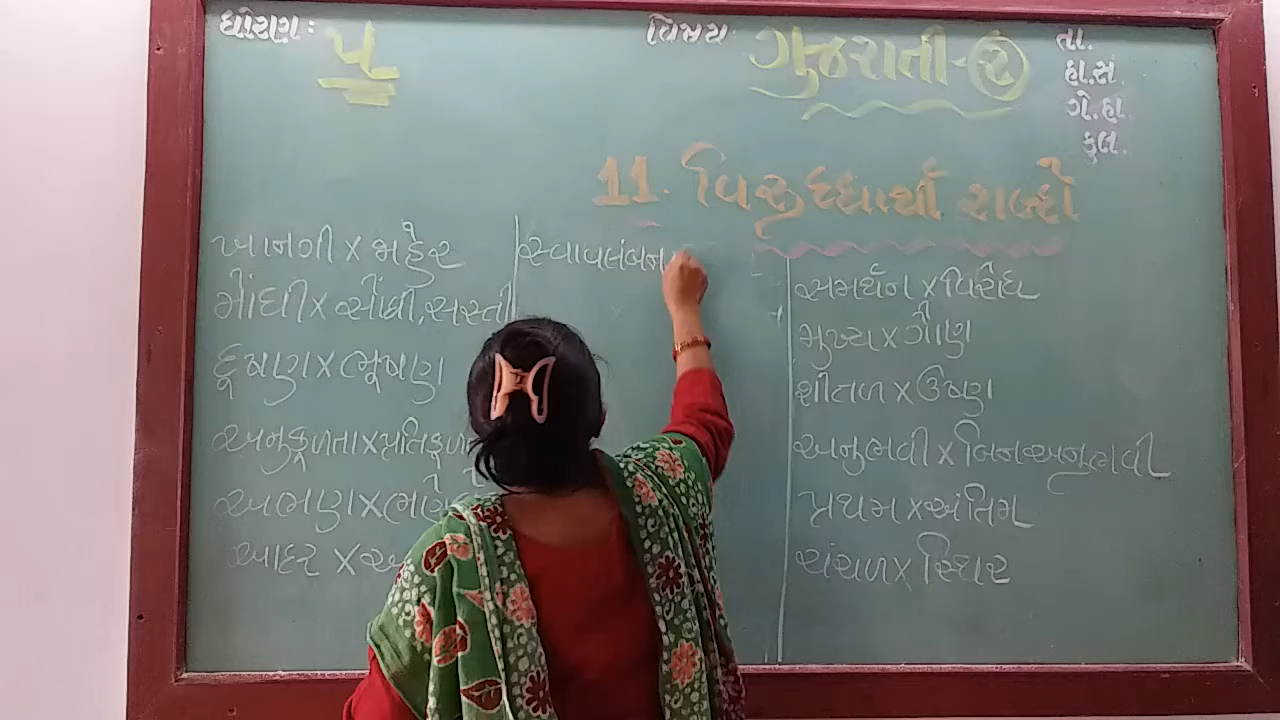 ધોરણઃ ૫ વિષયઃ ગુજરાતી-૨ તા.
હા.સં.
ગે.હા.
કુલ.
11. વિરુદ્ધાર્થી શબ્દો
ખાનગી X જાહેર
મોંઘી X સોંઘી, સસ્તી
દૂષણ X ભૂષણ
અનુકૂળતા X પ્રતિકૂળ
અભણ X ભણે
આદર X અ
સ્વાવલંબન
સમર્થન X વિરોધ
મુખ્ય X ગૌણ
શીતળ X ઉષ્ણ
અનુભવી X બિનઅનુભવી
પ્રથમ X અંતિમ
ચંચળ X સ્થિર